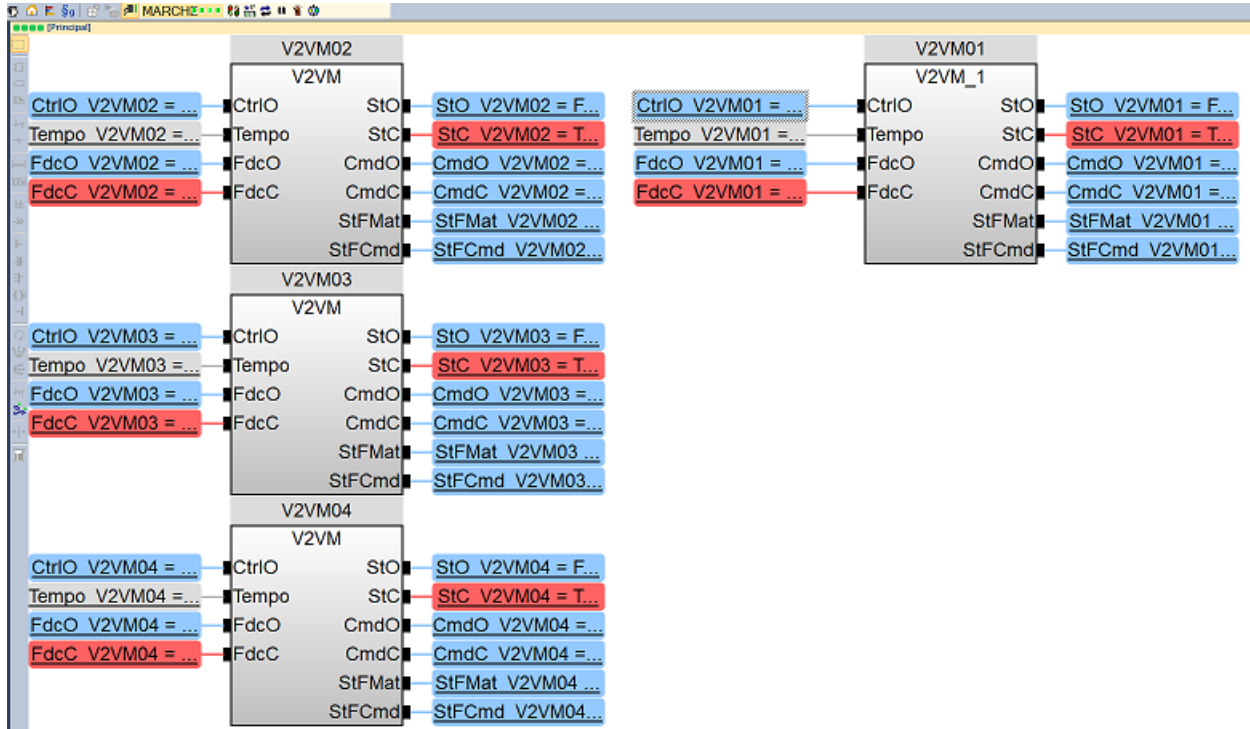 MARCHE
[Principal]
V2VM02
V2VM
CtrlO_V2VM02 = ...
CtrlO
StO
StO_V2VM02 = F...
Tempo_V2VM02 =...
Tempo
StC
StC_V2VM02 = T...
FdcO_V2VM02 = ...
FdcO
CmdO
CmdO_V2VM02 =...
FdcC_V2VM02 = ...
FdcC
CmdC
CmdC_V2VM02 =...
StFMat
StFMat_V2VM02 ...
StFCmd
StFCmd_V2VM02...
V2VM01
V2VM_1
CtrlO_V2VM01 = ...
CtrlO
StO
StO_V2VM01 = F...
Tempo_V2VM01 =...
Tempo
StC
StC_V2VM01 = T...
FdcO_V2VM01 = ...
FdcO
CmdO
CmdO_V2VM01 =...
FdcC_V2VM01 = ...
FdcC
CmdC
CmdC_V2VM01 =...
StFMat
StFMat_V2VM01 ...
StFCmd
StFCmd_V2VM01...
V2VM03
V2VM
CtrlO_V2VM03 = ...
CtrlO
StO
StO_V2VM03 = F...
Tempo_V2VM03 =...
Tempo
StC
StC_V2VM03 = T...
FdcO_V2VM03 = ...
FdcO
CmdO
CmdO_V2VM03 =...
FdcC_V2VM03 = ...
FdcC
CmdC
CmdC_V2VM03 =...
StFMat
StFMat_V2VM03 ...
StFCmd
StFCmd_V2VM03...
V2VM04
V2VM
CtrlO_V2VM04 = ...
CtrlO
StO
StO_V2VM04 = F...
Tempo_V2VM04 =...
Tempo
StC
StC_V2VM04 = T...
FdcO_V2VM04 = ...
FdcO
CmdO
CmdO_V2VM04 =...
FdcC_V2VM04 = ...
FdcC
CmdC
CmdC_V2VM04 =...
StFMat
StFMat_V2VM04 ...
StFCmd
StFCmd_V2VM04...